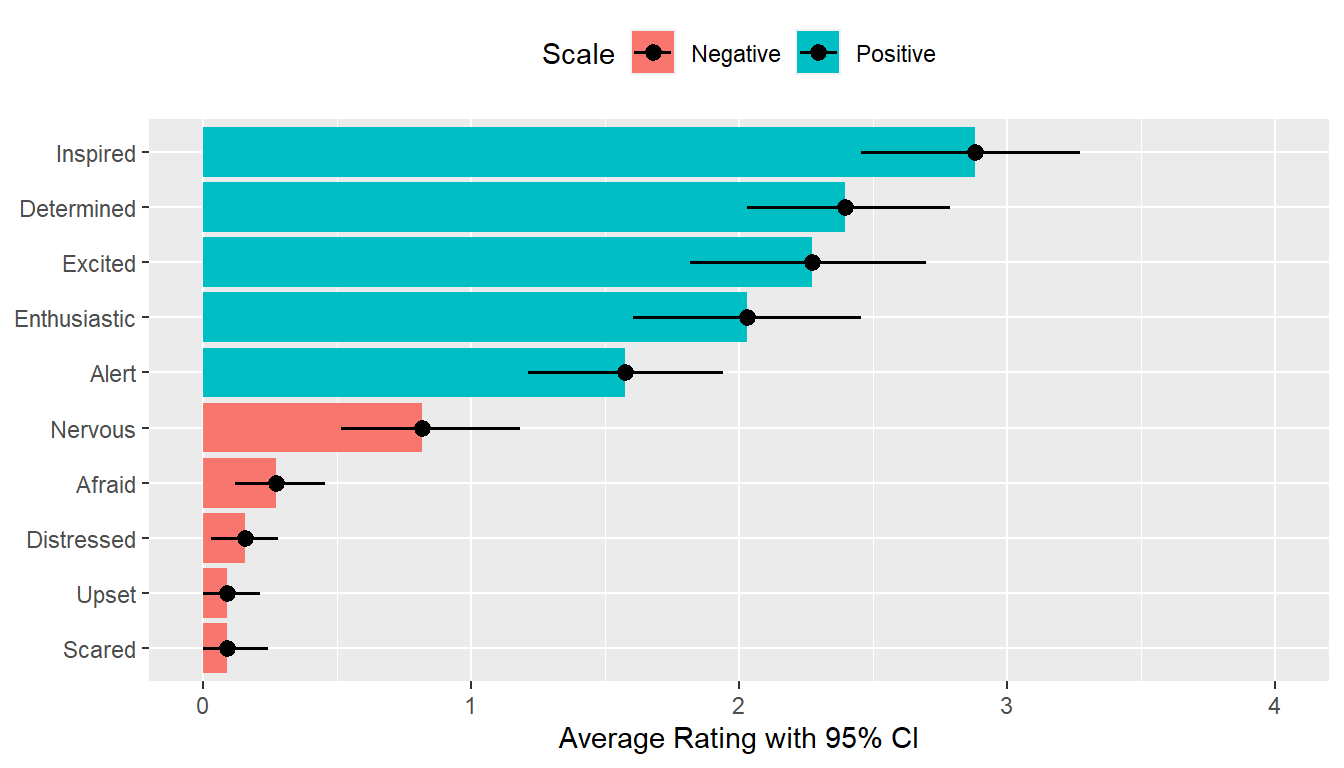 Scale Negative Positive
Inspired
Determined
Excited
Enthusiastic
Alert
Nervous
Afraid
Distressed
Upset
Scared
0 1 2 3 4
Average Rating with 95% CI